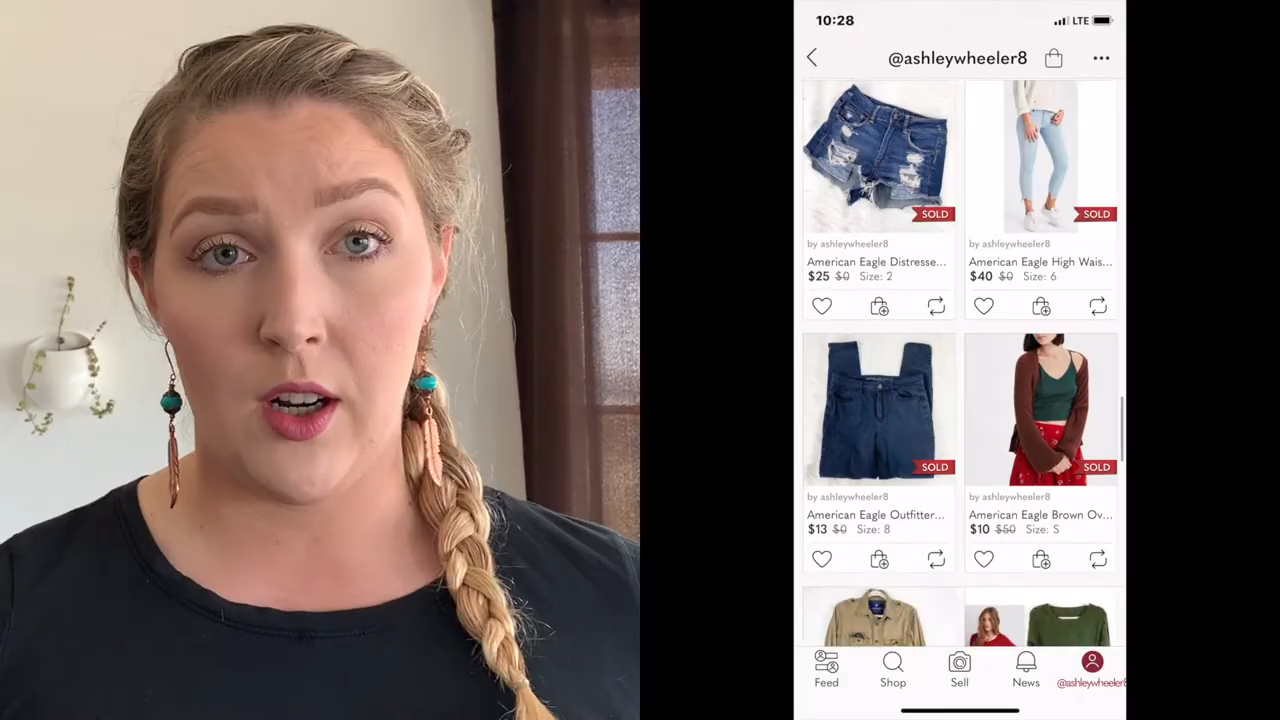 10:28
LTE
@ashleywheeler8
SOLD
SOLD
by ashleywheeler8
by ashleywheeler8
American Eagle Distresse...
American Eagle High Wais...
$25 $0 Size: 2
$40 $0 Size: 6
SOLD
SOLD
by ashleywheeler8
by ashleywheeler8
American Eagle Outfitter...
American Eagle Brown Ov...
$13 $0 Size: 8
$10 $50 Size: S
Feed
Shop
Sell
News
@ashleywheeler8